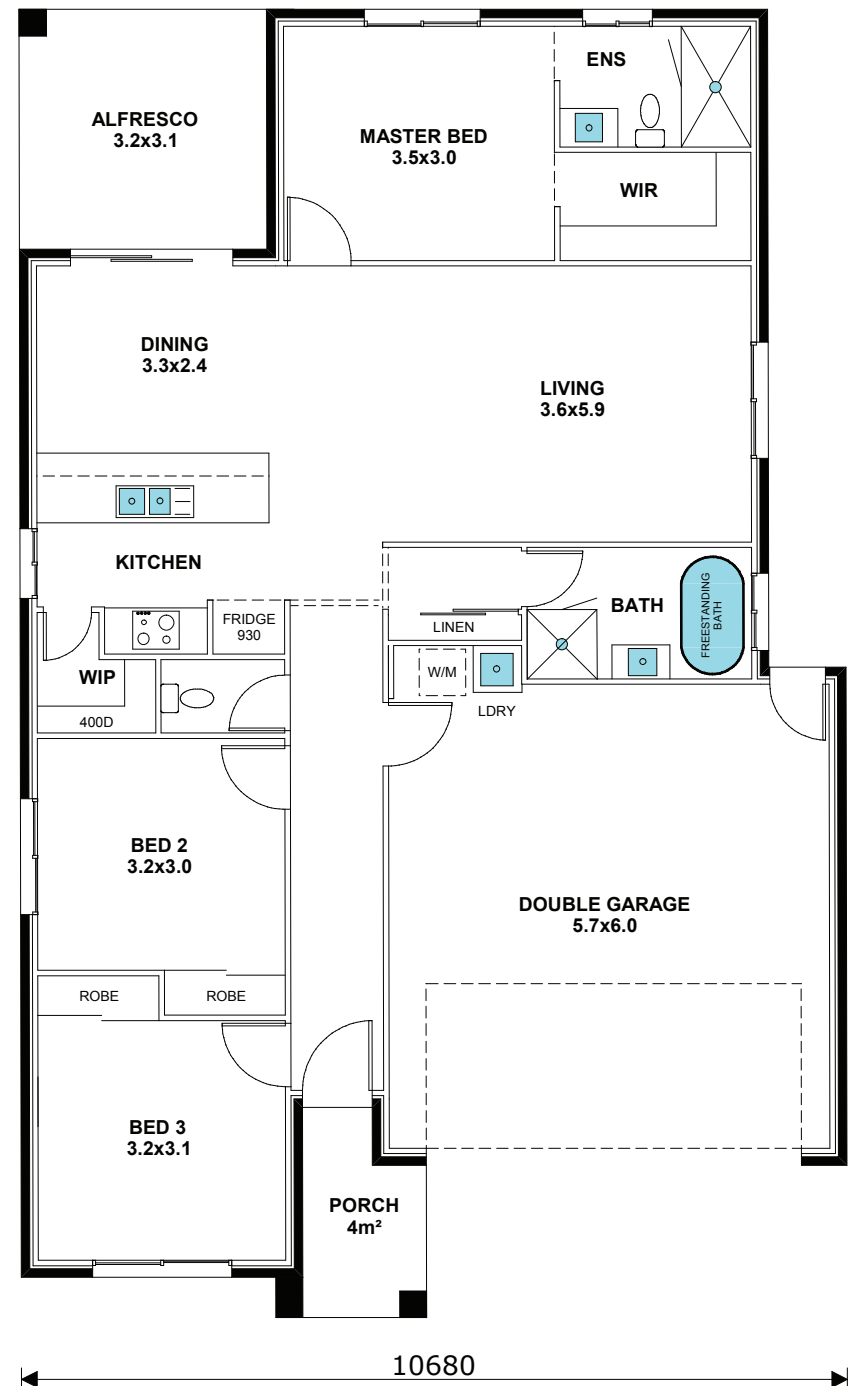 ENS
ALFRESCO
3.2x3.1
MASTER BED
3.5x3.0
WIR
DINING
3.3x2.4
LIVING
3.6x5.9
KITCHEN
FRIDGE
930
LINEN
BATH
FREESTANDING
BATH
WIP
400D
W/M
LDRY
BED 2
3.2x3.0
DOUBLE GARAGE
5.7x6.0
ROBE
ROBE
BED 3
3.2x3.1
PORCH
4m²
10680